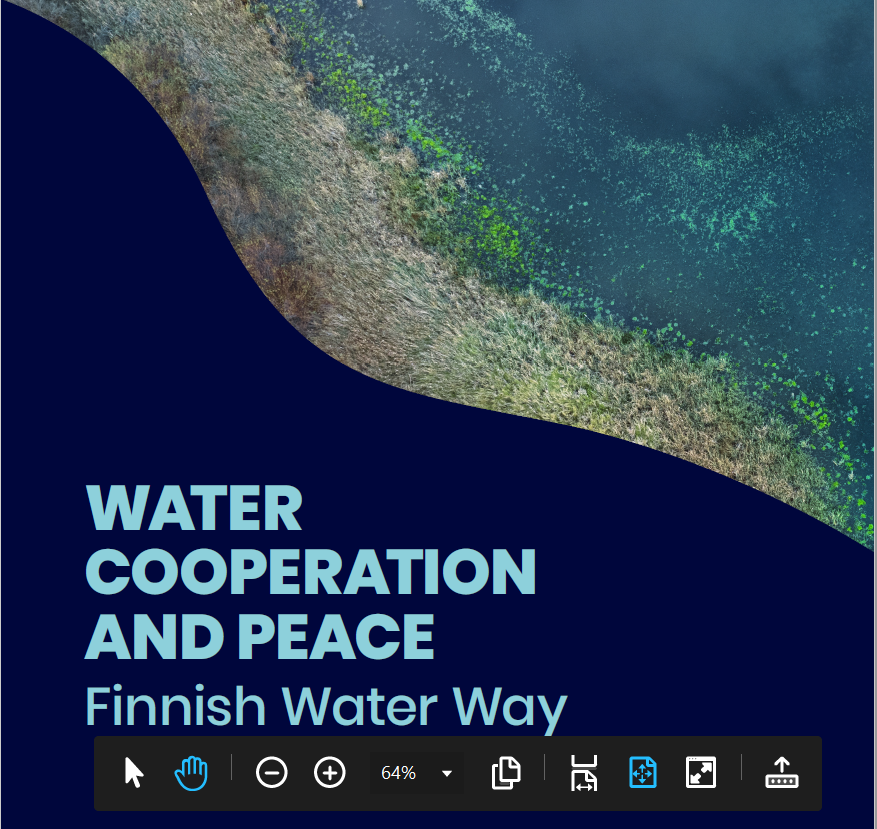 WATER
COOPERATION
AND PEACE
Finnish Water Way
64%